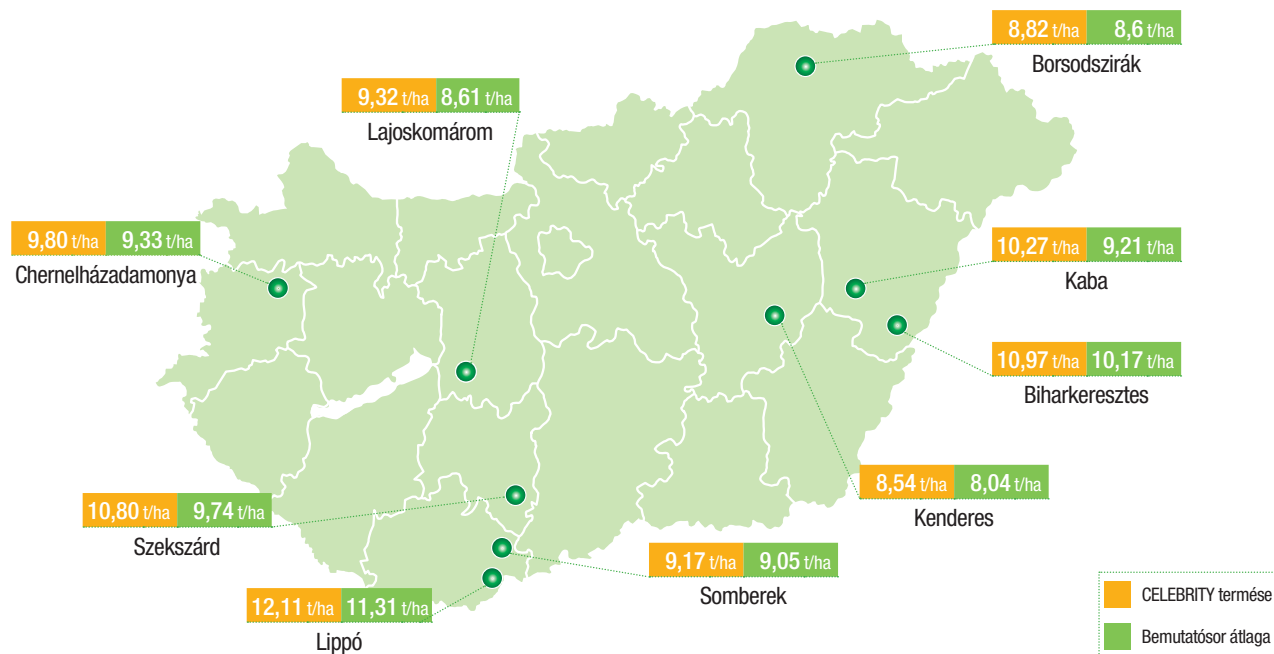 8,82 t/ha 8,6 t/ha
Borsodszirák
9,32 t/ha 8,61 t/ha
Lajoskomárom
9,80 t/ha 9,33 t/ha
Chernelházadamonya
10,27 t/ha 9,21 t/ha
Kaba
10,97 t/ha 10,17 t/ha
Biharkeresztes
8,54 t/ha 8,04 t/ha
Kenderes
10,80 t/ha 9,74 t/ha
Szekszárd
9,17 t/ha 9,05 t/ha
Somberek
12,11 t/ha 11,31 t/ha
Lippó
CELEBRITY termése
Bemutatósor átlaga